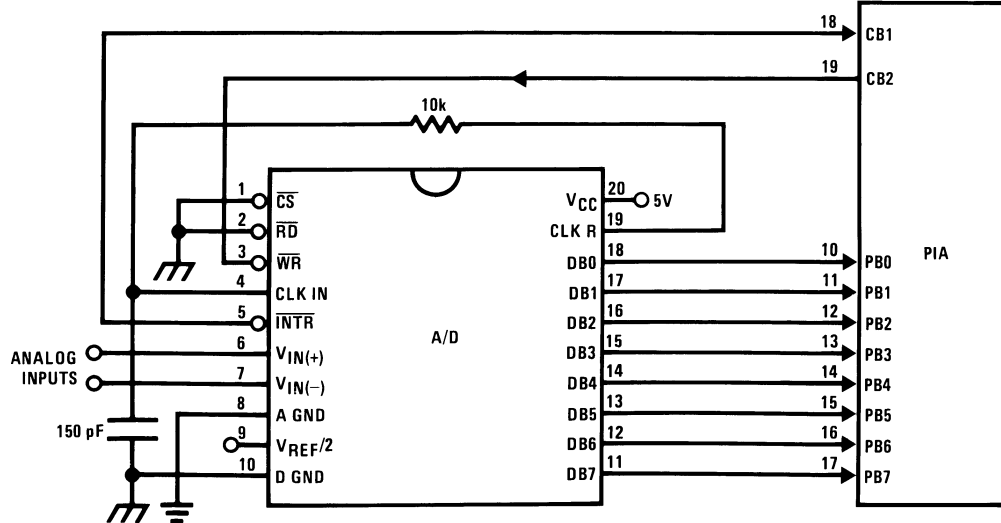 18 CB1
19 CB2
10k
1 CS
2 RD
3 WR
4 CLK IN
5 INTR
6 VIN(+)
7 VIN(−)
8 A GND
9 VREF/2
10 D GND
ANALOG
INPUTS
150 pF
A/D
VCC 20 5V
CLK R 19
DB0 18
DB1 17
DB2 16
DB3 15
DB4 14
DB5 13
DB6 12
DB7 11
10 PB0
11 PB1
12 PB2
13 PB3
14 PB4
15 PB5
16 PB6
17 PB7
PIA